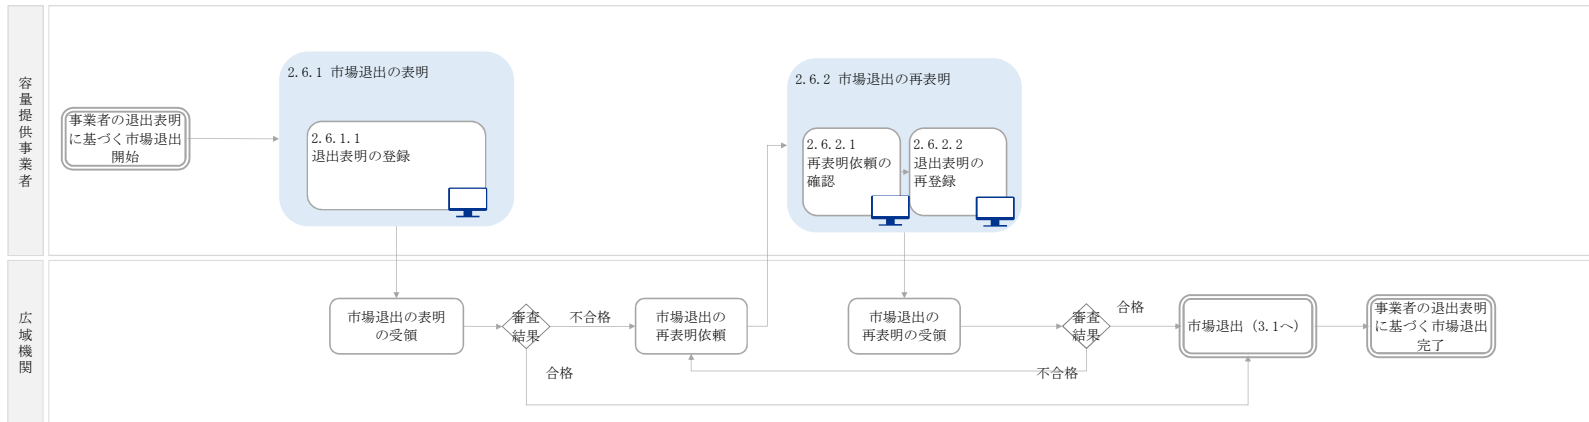 容量提供事業者
事業者の退出表明
に基づく市場退出
開始
2.6.1 市場退出の表明
2.6.1.1
退出表明の登録
2.6.2 市場退出の再表明
2.6.2.1
再表明依頼の
確認
2.6.2.2
退出表明の
再登録
広域機関
市場退出の表明
の受領
審査
結果
不合格
合格
市場退出の
再表明依頼
市場退出の
再表明の受領
審査
結果
合格
不合格
市場退出（3.1へ）
事業者の退出表明
に基づく市場退出
完了